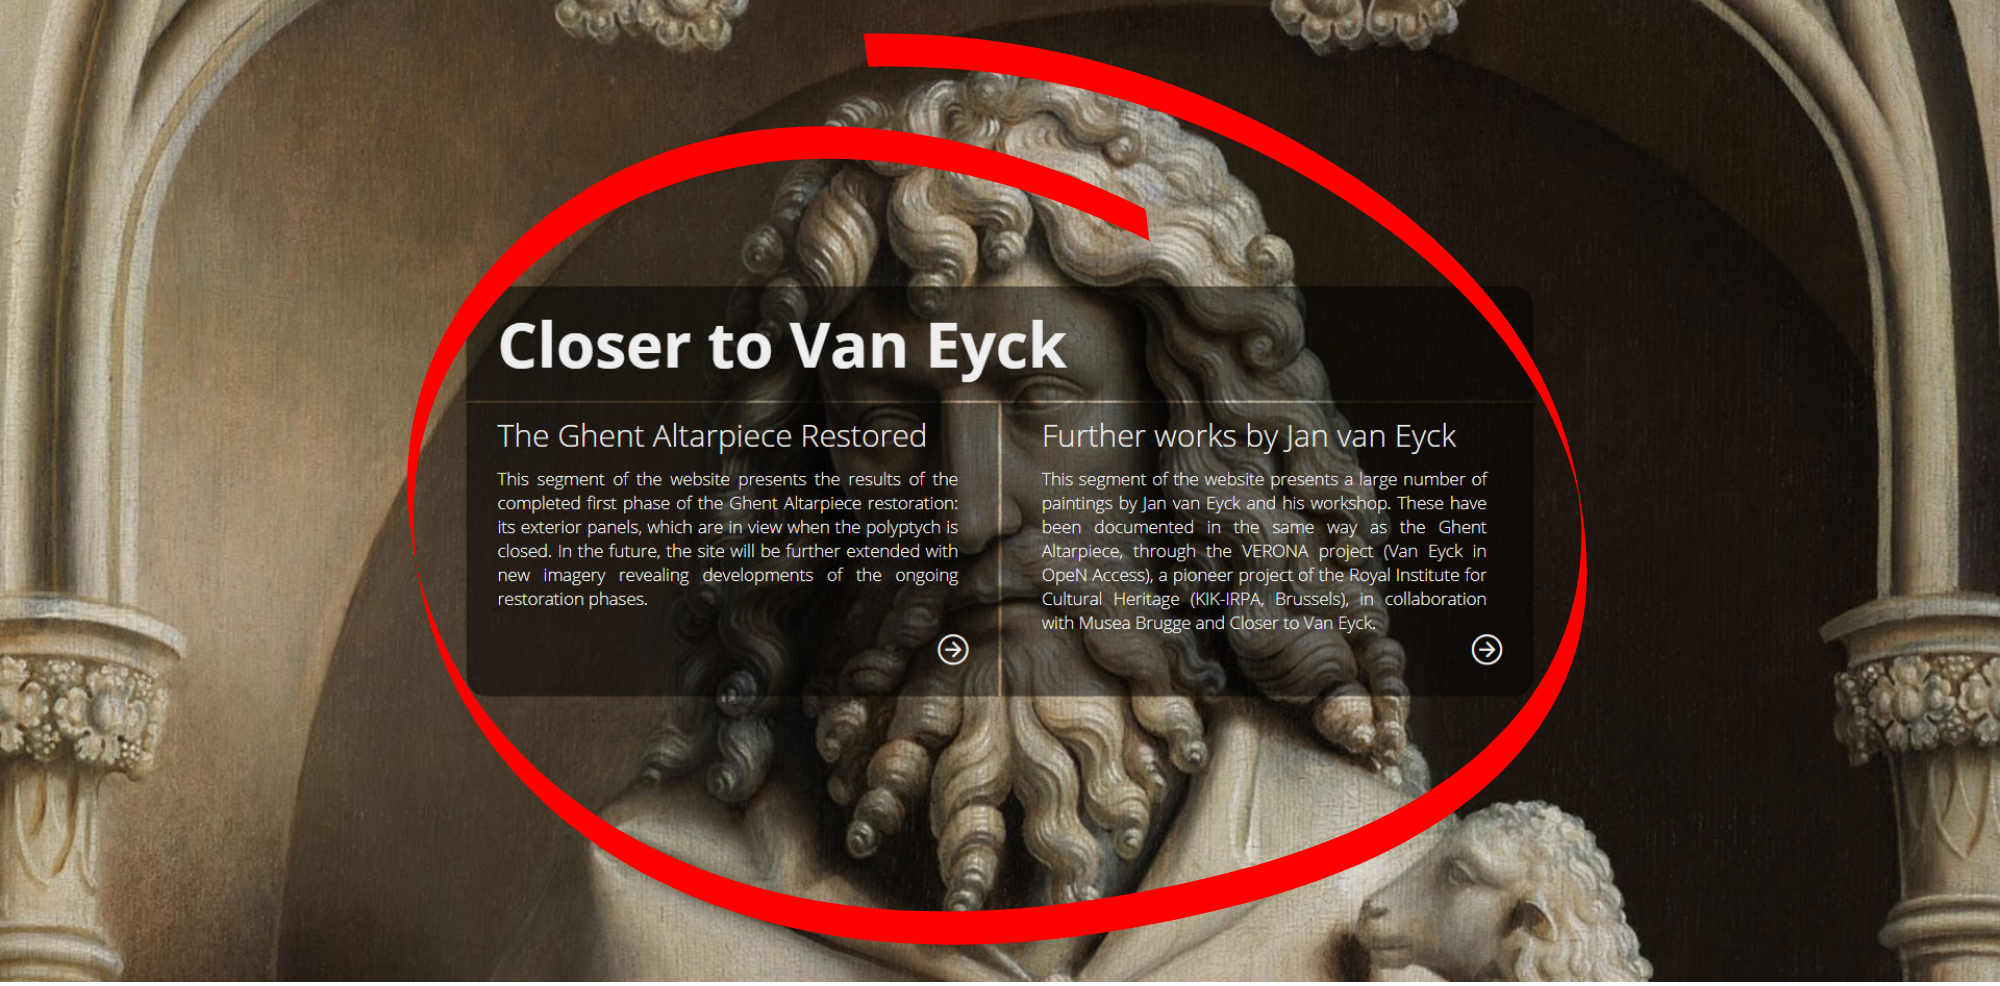 Closer to Van Eyck
The Ghent Altarpiece Restored
This segment of the website presents the results of the
completed first phase of the Ghent Altarpiece restoration:
its exterior panels, which are in view when the polyptych is
closed. In the future, the site will be further extended with
new imagery revealing developments of the ongoing
restoration phases.
Further works by Jan van Eyck
This segment of the website presents a large number of
paintings by Jan van Eyck and his workshop. These have
been documented in the same way as the Ghent
Altarpiece, through the VERONA project (Van Eyck in
OpeN Access), a pioneer project of the Royal Institute for
Cultural Heritage (KIK-IRPA, Brussels), in collaboration
with Musea Brugge and Closer to Van Eyck.